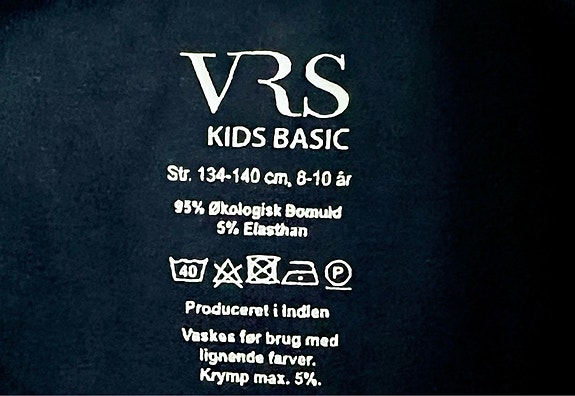 VRS
KIDS BASIC
Str. 134-140 cm, 8-10 år
95% Økologisk Bomuld
5% Elasthan
40 P
Produceret i Indien
Vaskes før brug med
lignende farver.
Krymp max. 5%.